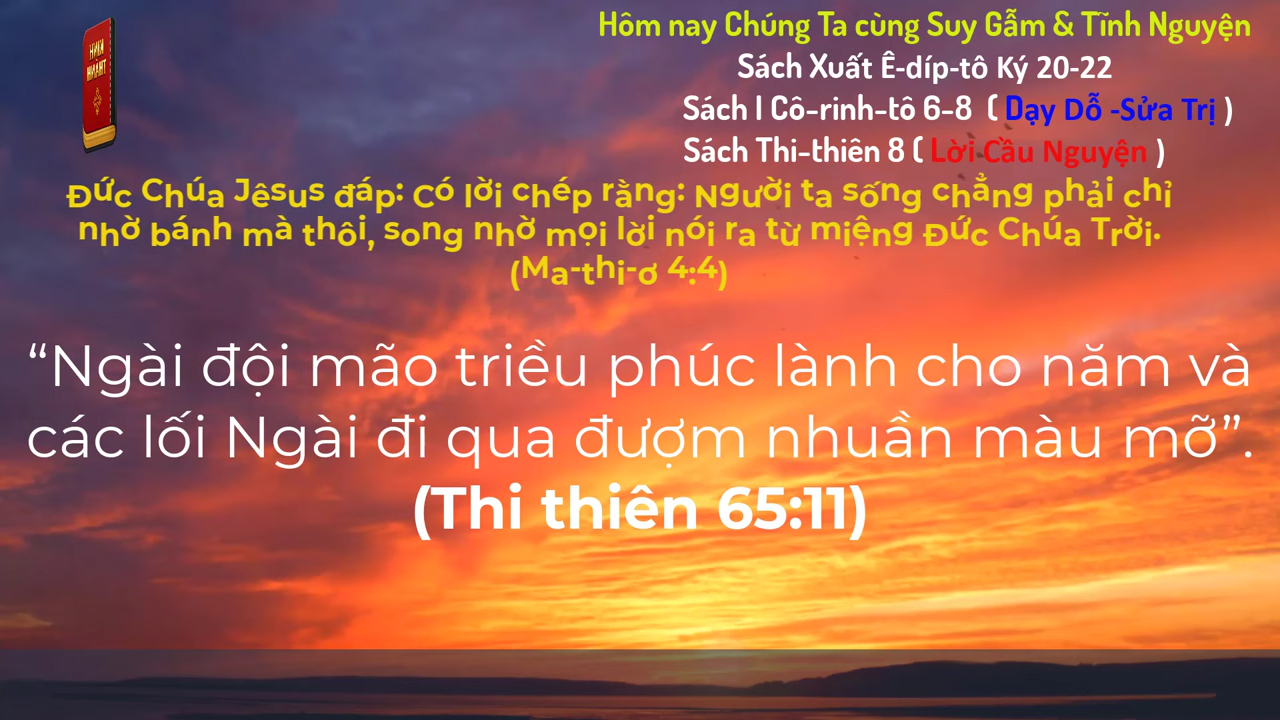 Hôm nay Chúng Ta cùng Suy Gẫm & Tĩnh Nguyện
Sách Xuất Ê-díp-tô Ký 20-22
Sách I Cô-rinh-tô 6-8 ( Dạy Dỗ -Sửa Trị )
Sách Thi-thiên 8 ( Lời Cầu Nguyện )
KINH
THÁNH
Đức Chúa Jêsus đáp: Có lời chép rằng: Người ta sống chẳng phải chỉ
nhờ bánh mà thôi, song nhờ mọi lời nói ra từ miệng Đức Chúa Trời.
(Ma-thi-ơ 4:4)
“Ngài đội mão triều phúc lành cho năm và
các lối Ngài đi qua đượm nhuần màu mỡ”.
(Thi thiên 65:11)